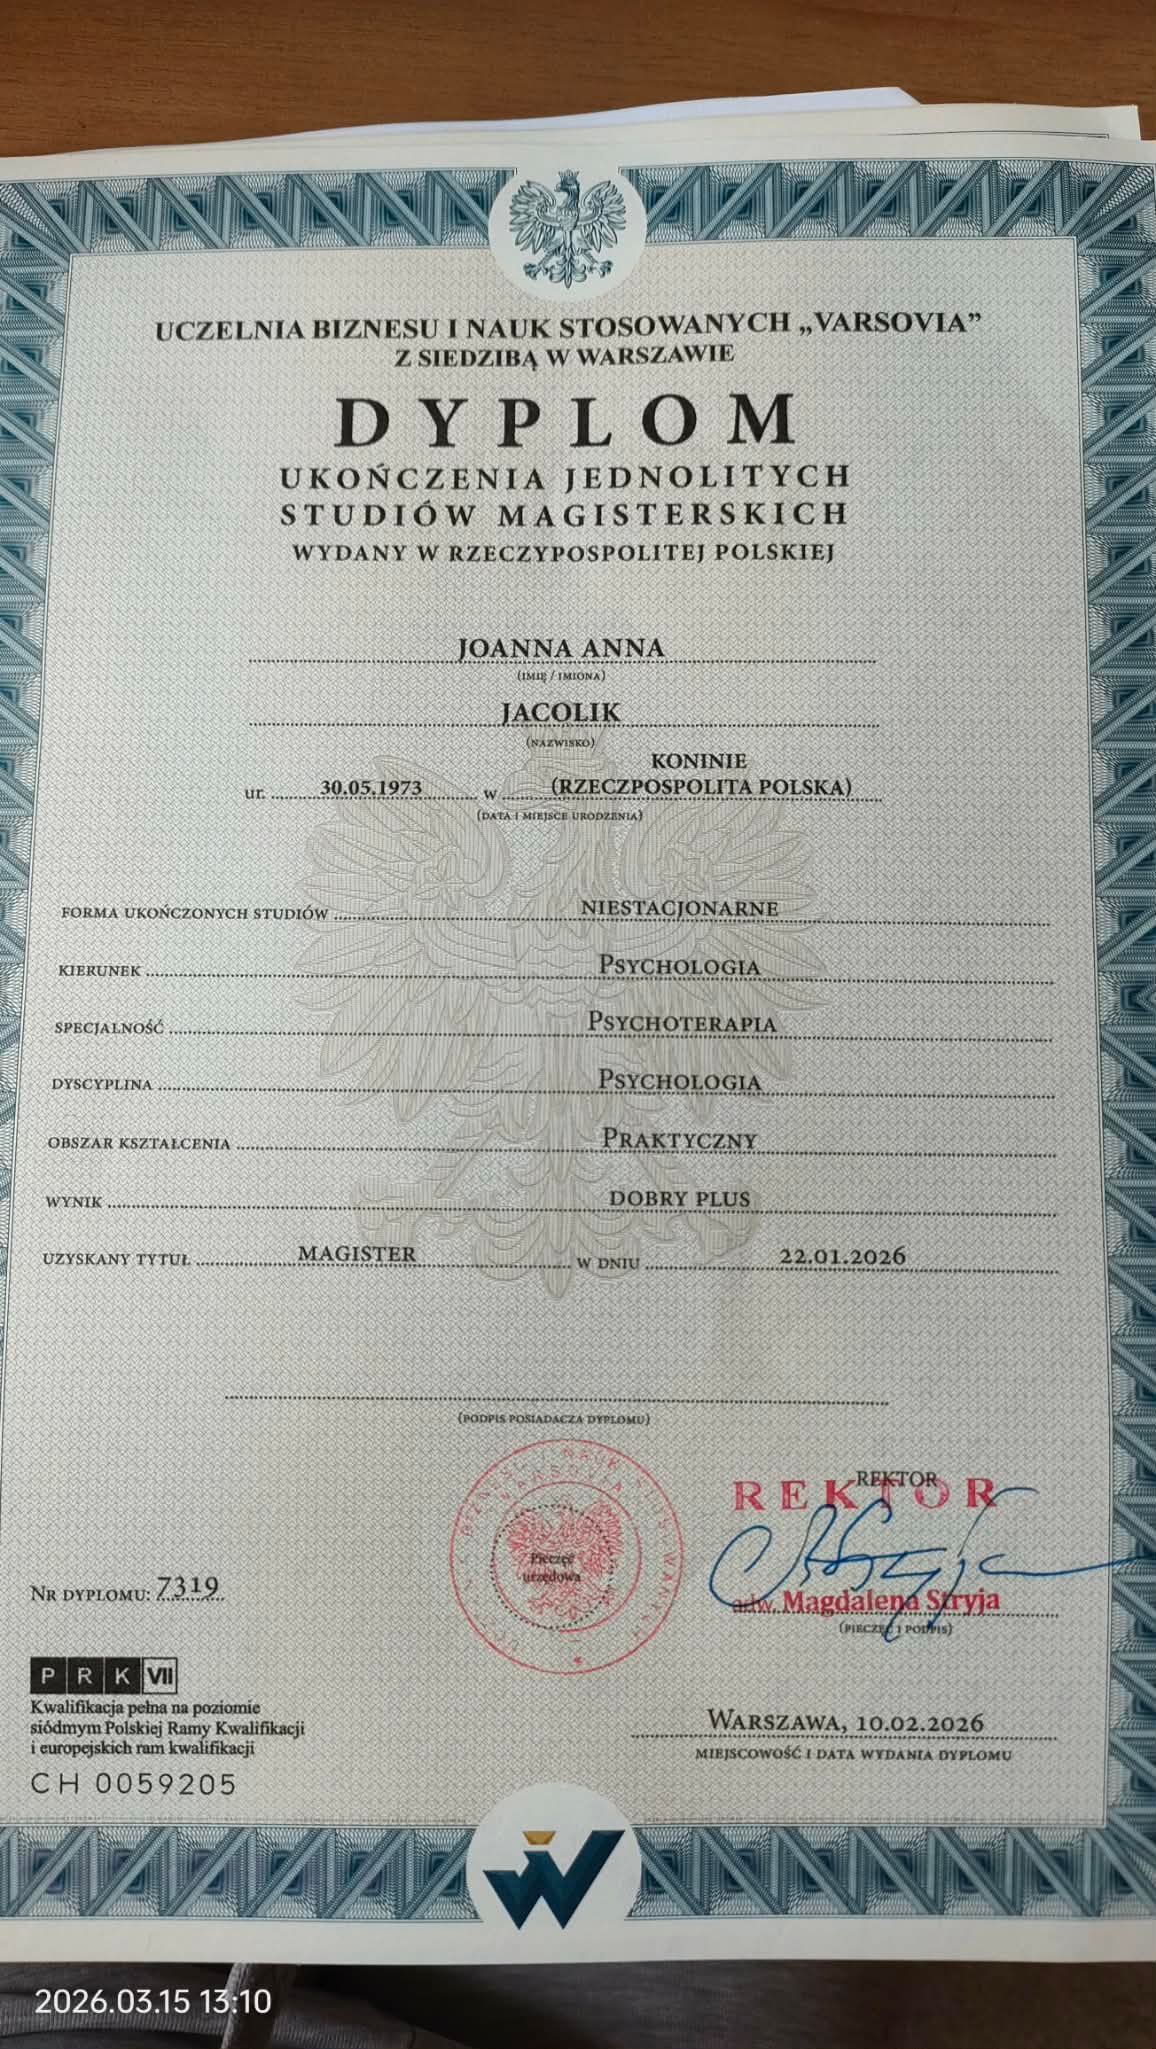 UCZELNIA BIZNESU I NAUK STOSOWANYCH „VARSOVIA”
Z SIEDZIBĄ W WARSZAWIE
DYPLOM
UKOŃCZENIA JEDNOLITYCH
STUDIÓW MAGISTERSKICH
WYDANY W RZECZYPOSPOLITEJ POLSKIEJ
JOANNA ANNA
(IMIĘ / IMIONA)
JACOLIK
(NAZWISKO)
KONINIE
ur. 30.05.1973 w (RZECZPOSPOLITA POLSKA)
(DATA I MIEJSCE URODZENIA)
FORMA UKOŃCZONYCH STUDIÓW NIESTACJONARNE
KIERUNEK PSYCHOLOGIA
SPECJALNOŚĆ PSYCHOTERAPIA
DYSCYPLINA PSYCHOLOGIA
OBSZAR KSZTAŁCENIA PRAKTYCZNY
WYNIK DOBRY PLUS
UZYSKANY TYTUŁ MAGISTER W DNIU 22.01.2026
(PODPIS POSIADACZA DYPLOMU)
REKTOR
REKTOR
Pieczęć
urzędowa
adw. Magdalena Stryja
(PIECZĘĆ I PODPIS)
NR DYPLOMU: 7319
PRK VII
Kwalifikacja pełna na poziomie
siódmym Polskiej Ramy Kwalifikacji
i europejskich ram kwalifikacji
CH 0059205
WARSZAWA, 10.02.2026
MIEJSCOWOŚĆ I DATA WYDANIA DYPLOMU
2026.03.15 13:10